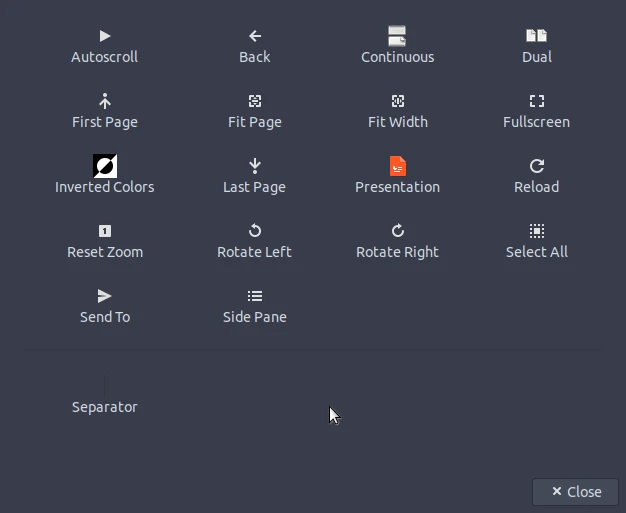 Autoscroll Back Continuous Dual
First Page Fit Page Fit Width Fullscreen
Inverted Colors Last Page Presentation Reload
1
Reset Zoom Rotate Left Rotate Right Select All
Send To Side Pane
Separator
Close